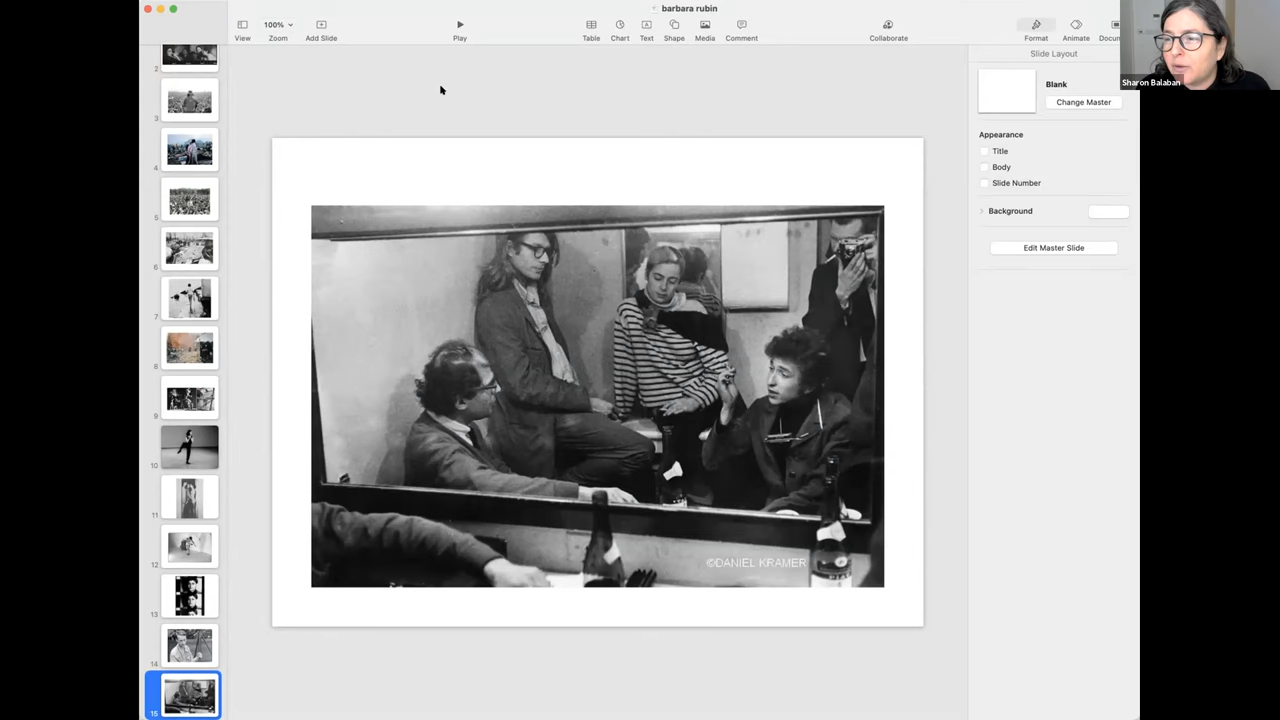 barbara rubin
100%
View
Zoom
Add Slide
Play
Table
Chart
Text
Shape
Media
Comment
Collaborate
Format
Animate
Sharon Balaban
Slide Layout
Blank
Change Master
Appearance
Title
Body
Slide Number
Background
Edit Master Slide
2
3
4
5
6
7
8
9
10
11
12
13
14
15
©DANIEL KRAMER